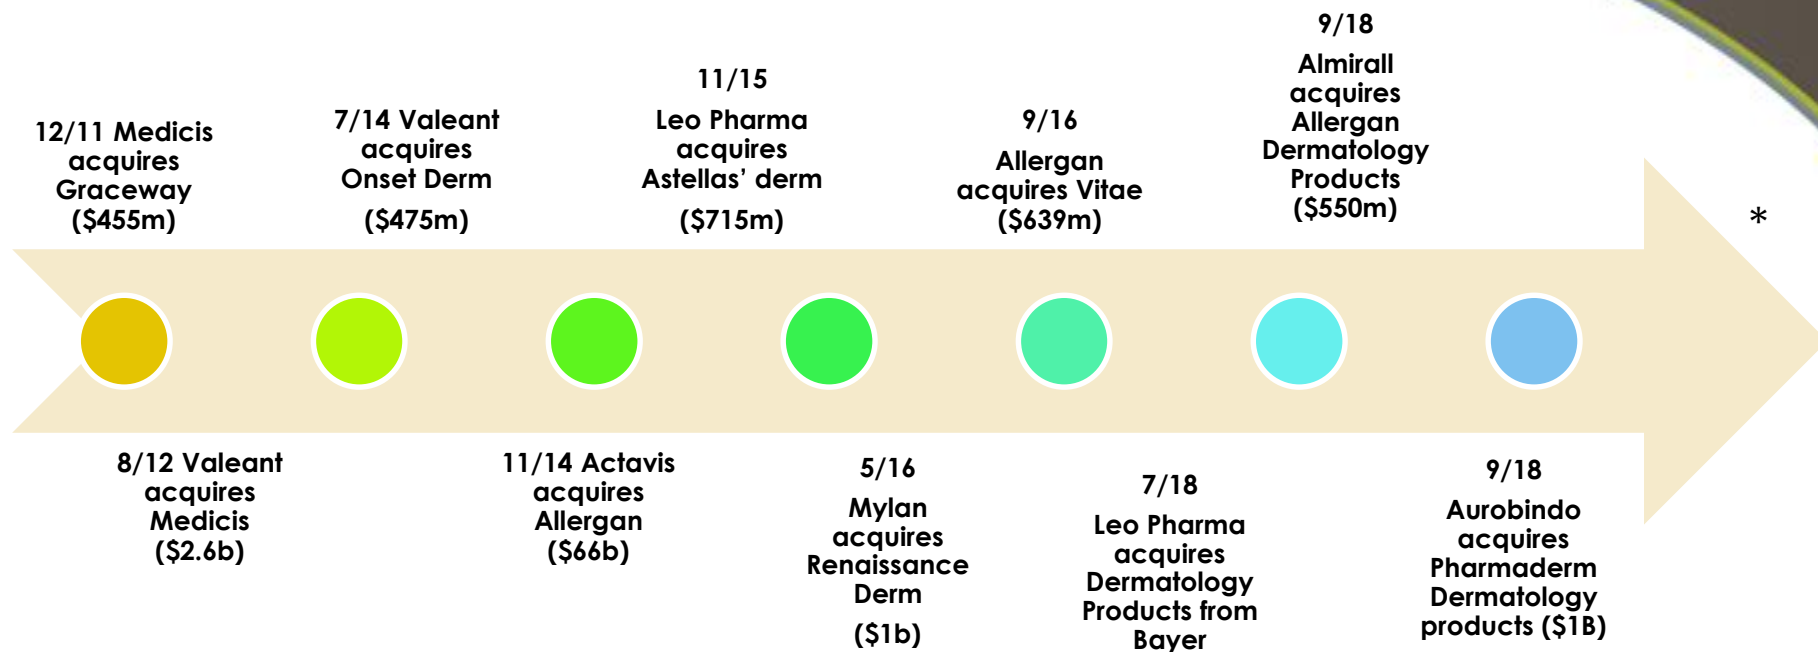 12/11 Medicis
acquires
Graceway
($455m)
8/12 Valeant
acquires
Medicis
($2.6b)
7/14 Valeant
acquires
Onset Derm
($475m)
11/14 Actavis
acquires
Allergan
($66b)
11/15
Leo Pharma
acquires
Astellas’ derm
($715m)
5/16
Mylan
acquires
Renaissance
Derm
($1b)
9/16
Allergan
acquires Vitae
($639m)
7/18
Leo Pharma
acquires
Dermatology
Products from
Bayer
9/18
Almirall
acquires
Allergan
Dermatology
Products
($550m)
9/18
Aurobindo
acquires
Pharmaderm
Dermatology
products ($1B)
*